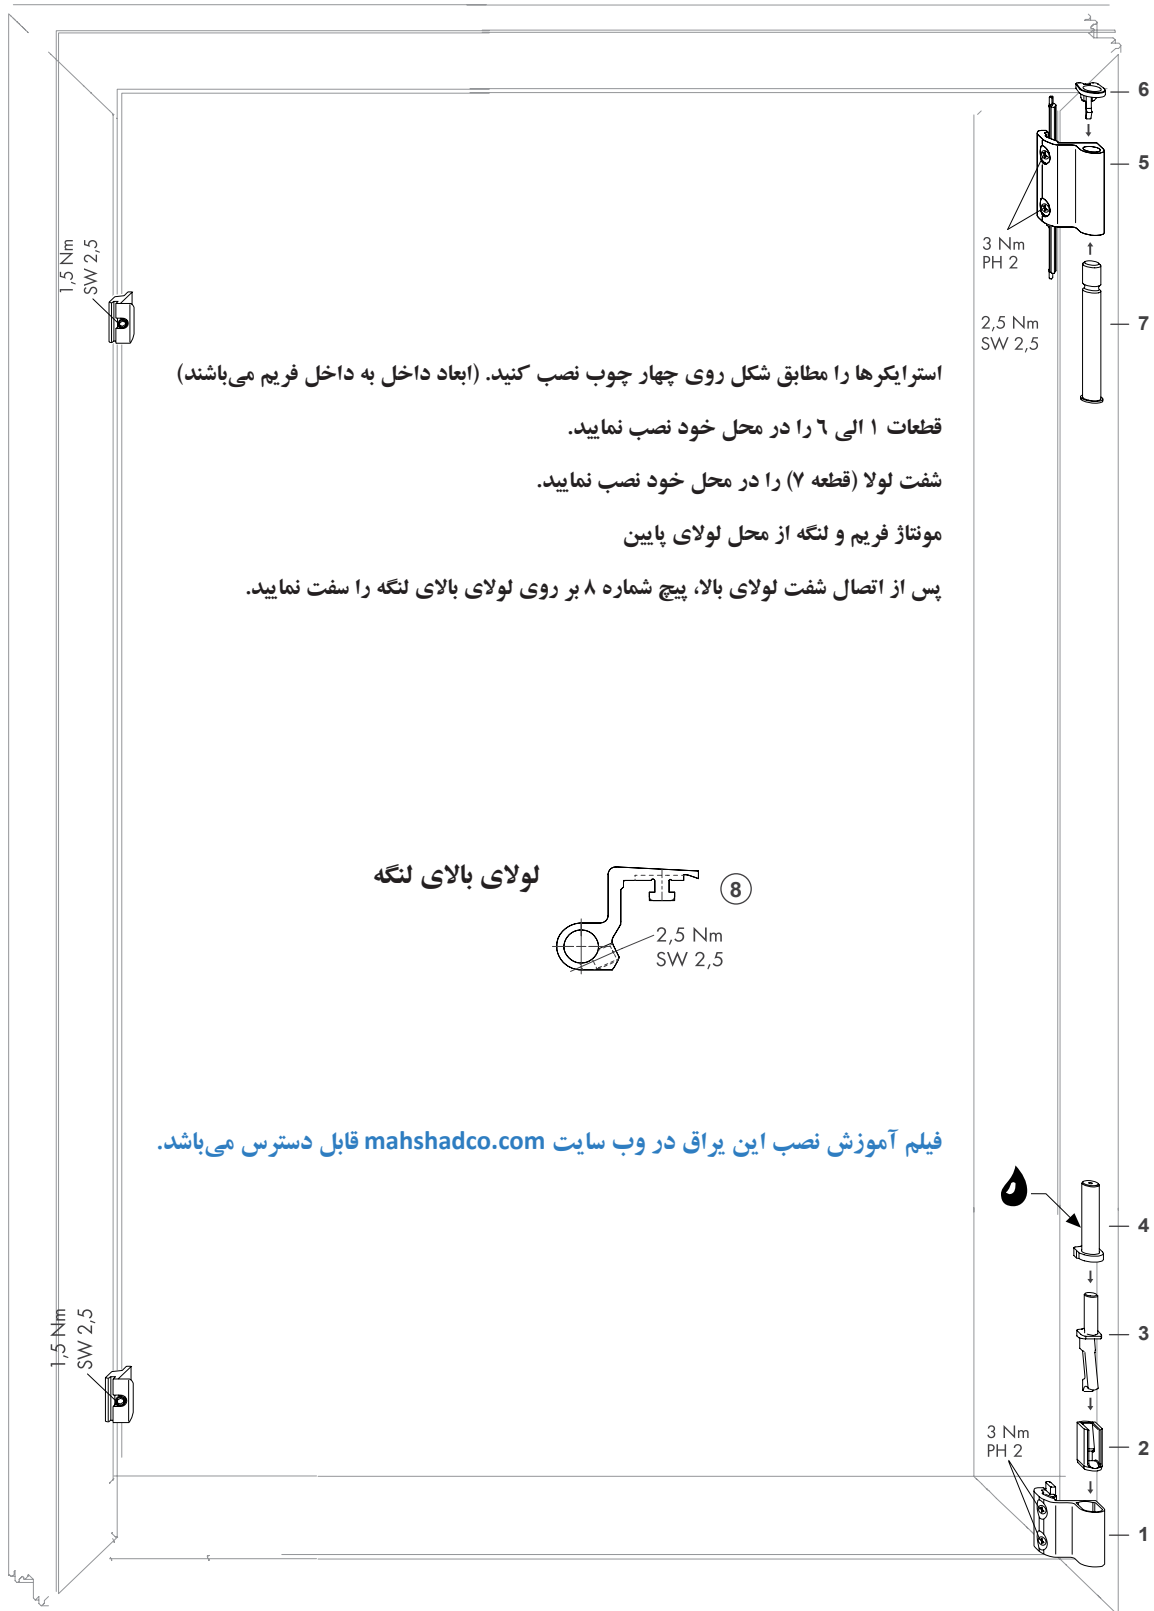 6
5
3 Nm
PH 2
1,5 Nm
SW 2,5
7
2,5 Nm
SW 2,5
استرایکرها را مطابق شکل روی چهار چوب نصب کنید. (ابعاد داخل به داخل فریم می‌باشند)
قطعات ۱ الی ٦ را در محل خود نصب نمایید.
شفت لولا (قطعه ۷) را در محل خود نصب نمایید.
مونتاژ فریم و لنگه از محل لولای پایین
پس از اتصال شفت لولای بالا، پیچ شماره ۸ بر روی لولای بالای لنگه را سفت نمایید.
لولای بالای لنگه
8
2,5 Nm
SW 2,5
فیلم آموزش نصب این یراق در وب سایت mahshadco.com قابل دسترس می‌باشد.
4
3
1,5 Nm
SW 2,5
3 Nm
PH 2
2
1